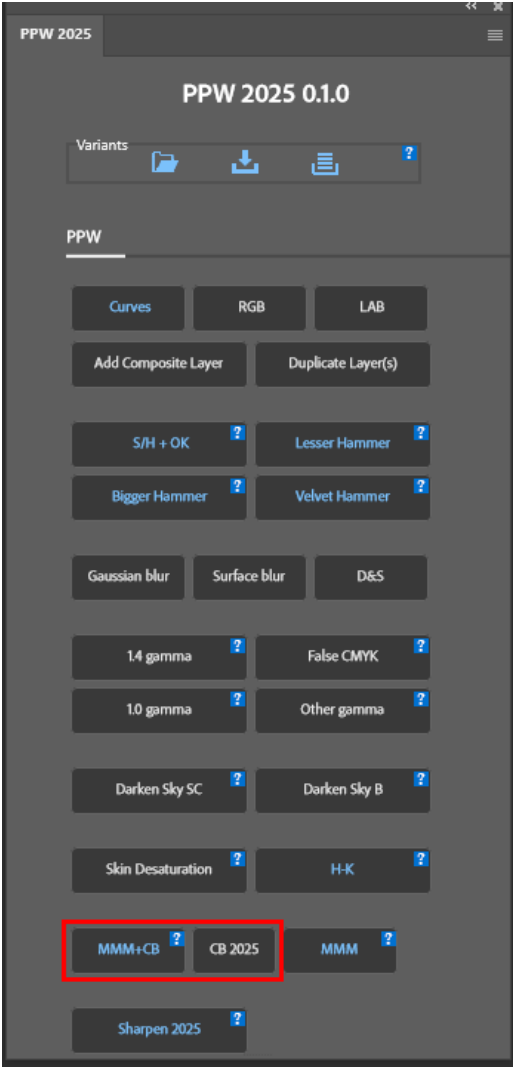 PPW 2025
PPW 2025 0.1.0
Variants ?
PPW
Curves RGB LAB
Add Composite Layer Duplicate Layer(s)
S/H + OK ? Lesser Hammer ?
Bigger Hammer ? Velvet Hammer ?
Gaussian blur Surface blur D&S
1.4 gamma ? False CMYK ?
1.0 gamma ? Other gamma ?
Darken Sky SC ? Darken Sky B ?
Skin Desaturation ? H-K ?
MMM+CB ? CB 2025 MMM ?
Sharpen 2025 ?